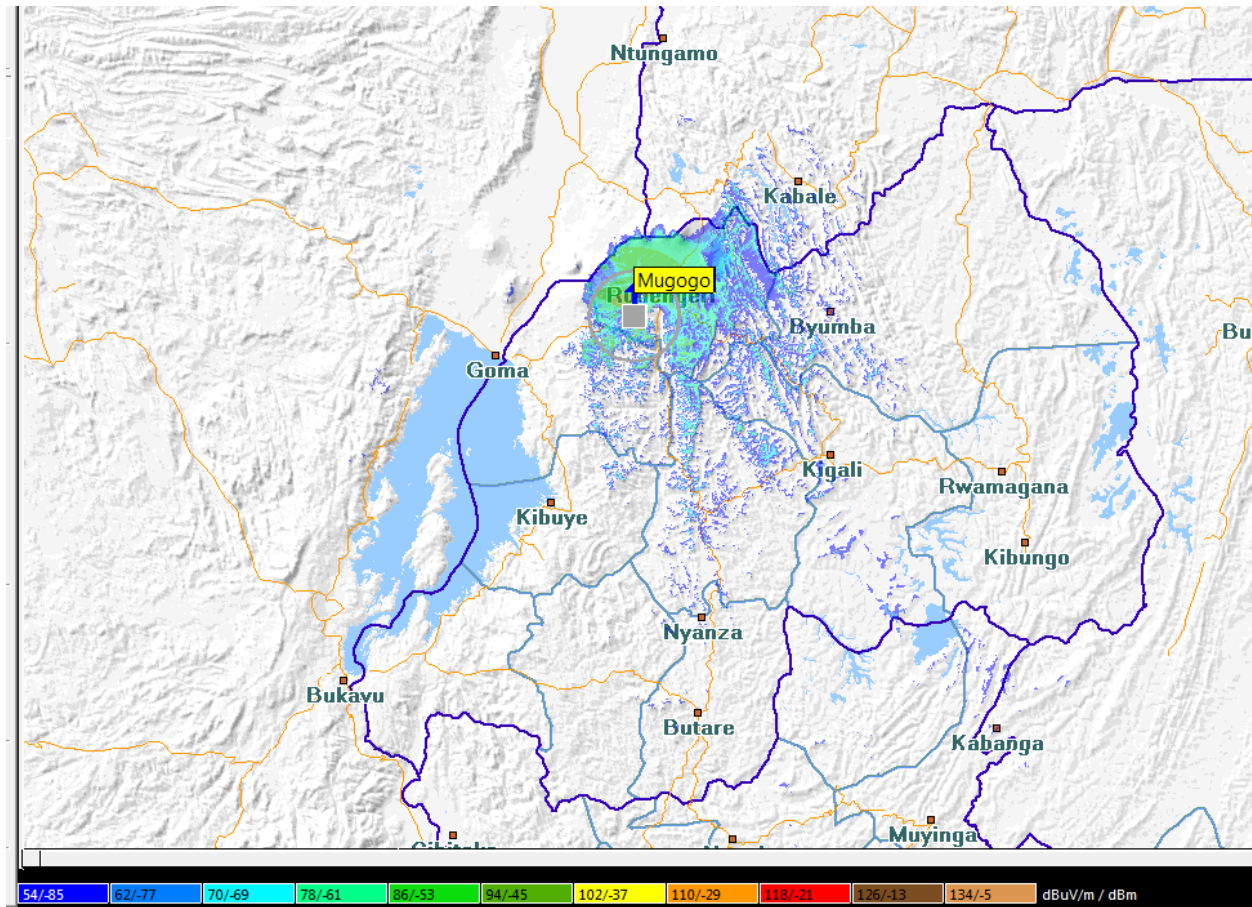 Ntungamo
Kabale
Mugogo
Byumba
Bu
Goma
Kigali
Rwamagana
Kibuye
Kibungo
Nyanza
Bukavu
Butare
Kabanga
Muyinga
54/-85 62/-77 70/-69 78/-61 86/-53 94/-45 102/-37 110/-29 118/-21 126/-13 134/-5 dBuV/m / dBm